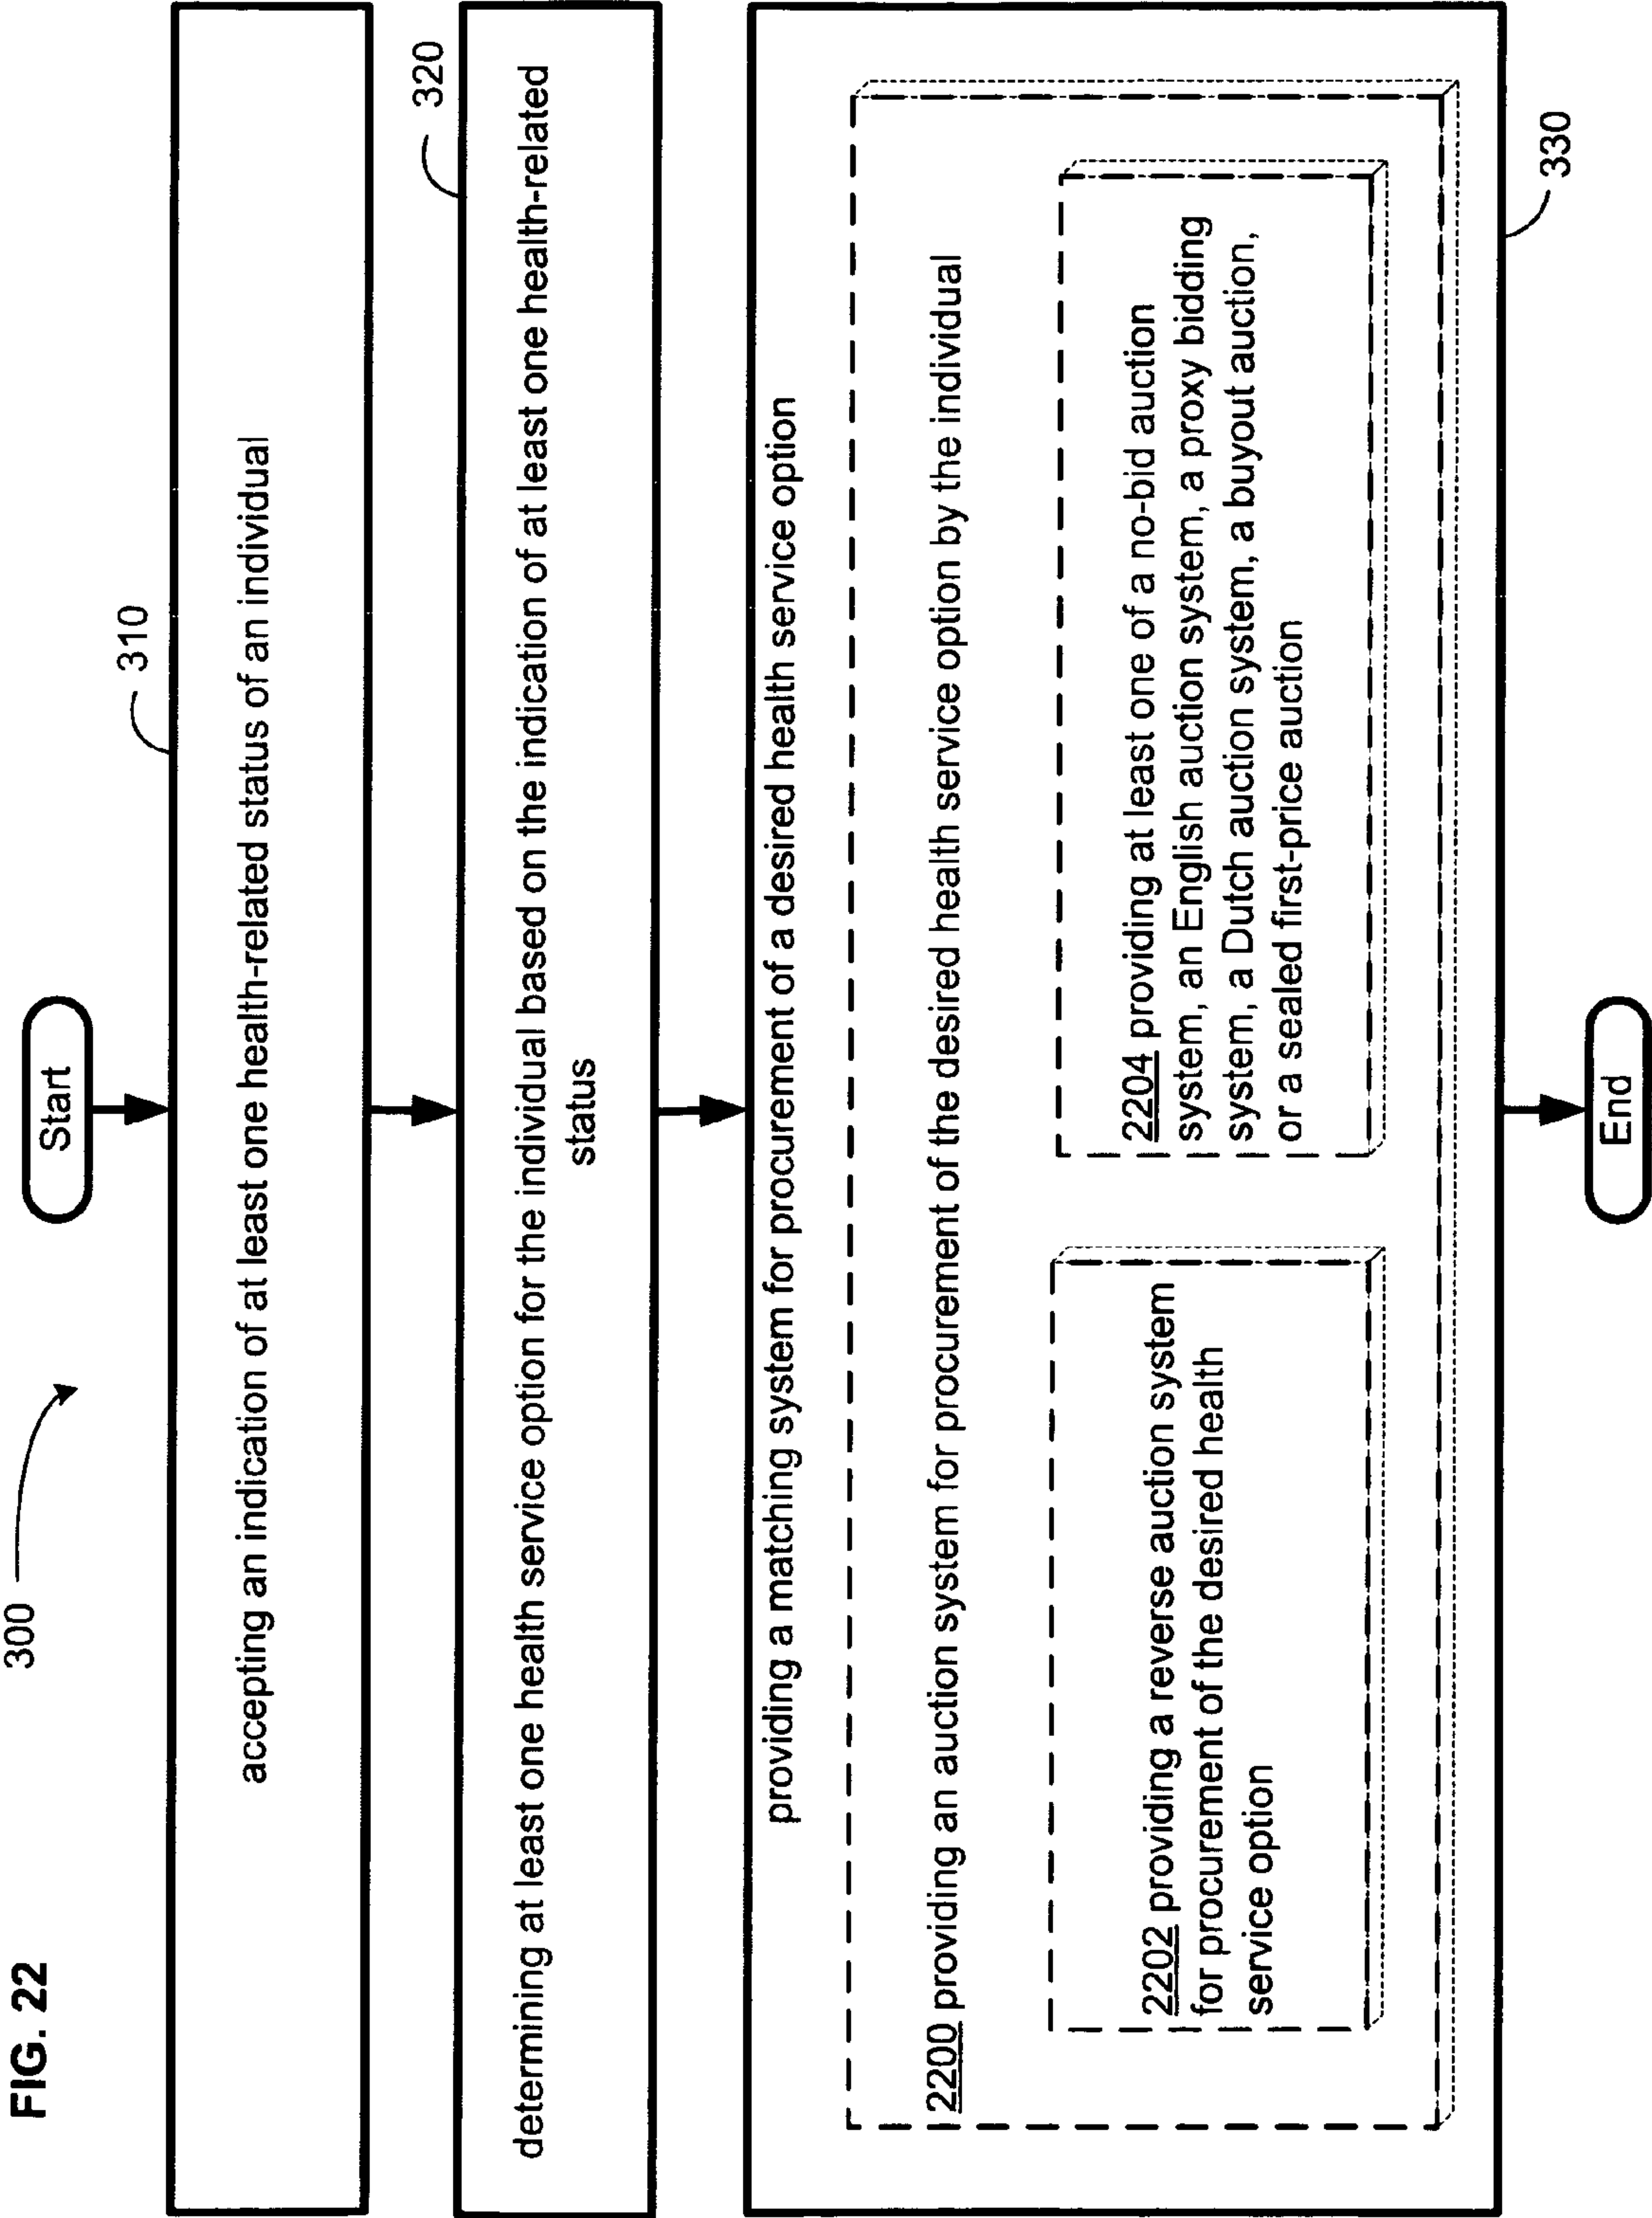 FIG. 22
300
Start
310
accepting an indication of at least one health-related status of an individual
320
determining at least one health service option for the individual based on the indication of at least one health-related
status
providing a matching system for procurement of a desired health service option
2200 providing an auction system for procurement of the desired health service option by the individual
2202 providing a reverse auction system
for procurement of the desired health
service option
2204 providing at least one of a no-bid auction
system, an English auction system, a proxy bidding
system, a Dutch auction system, a buyout auction,
or a sealed first-price auction
330
End